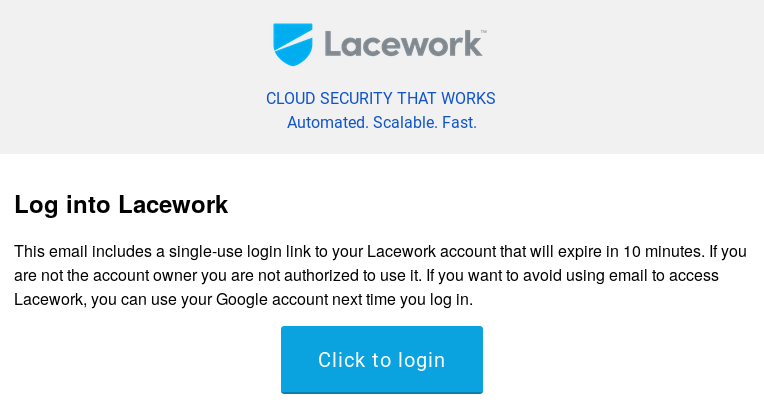 Lacework™
CLOUD SECURITY THAT WORKS
Automated. Scalable. Fast.
Log into Lacework
This email includes a single-use login link to your Lacework account that will expire in 10 minutes. If you
are not the account owner you are not authorized to use it. If you want to avoid using email to access
Lacework, you can use your Google account next time you log in.
Click to login